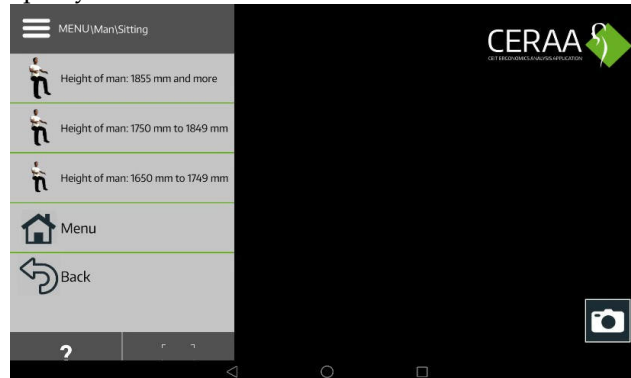 MENU\Man\Sitting
CERAA
CEIT ERGONOMICS ANALYSIS APPLICATION
Height of man: 1855 mm and more
Height of man: 1750 mm to 1849 mm
Height of man: 1650 mm to 1749 mm
Menu
Back
?